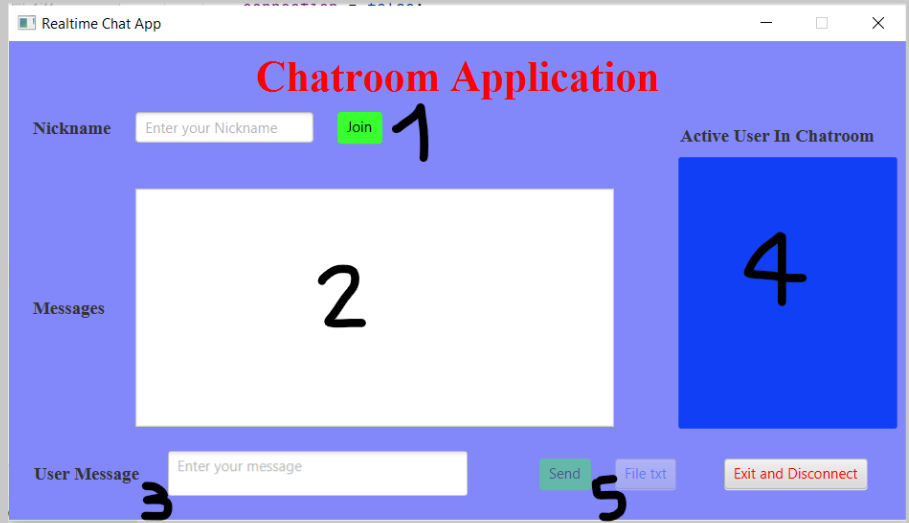 Realtime Chat App
Chatroom Application
Nickname Enter your Nickname Join 1
Active User In Chatroom
Messages 2 4
User Message Enter your message Send File txt Exit and Disconnect
3 5